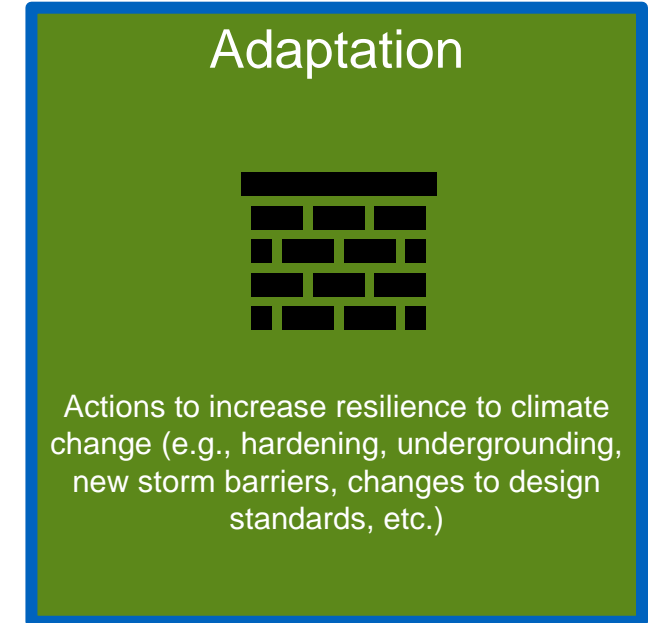 Adaptation
Actions to increase resilience to climate
change (e.g., hardening, undergrounding,
new storm barriers, changes to design
standards, etc.)